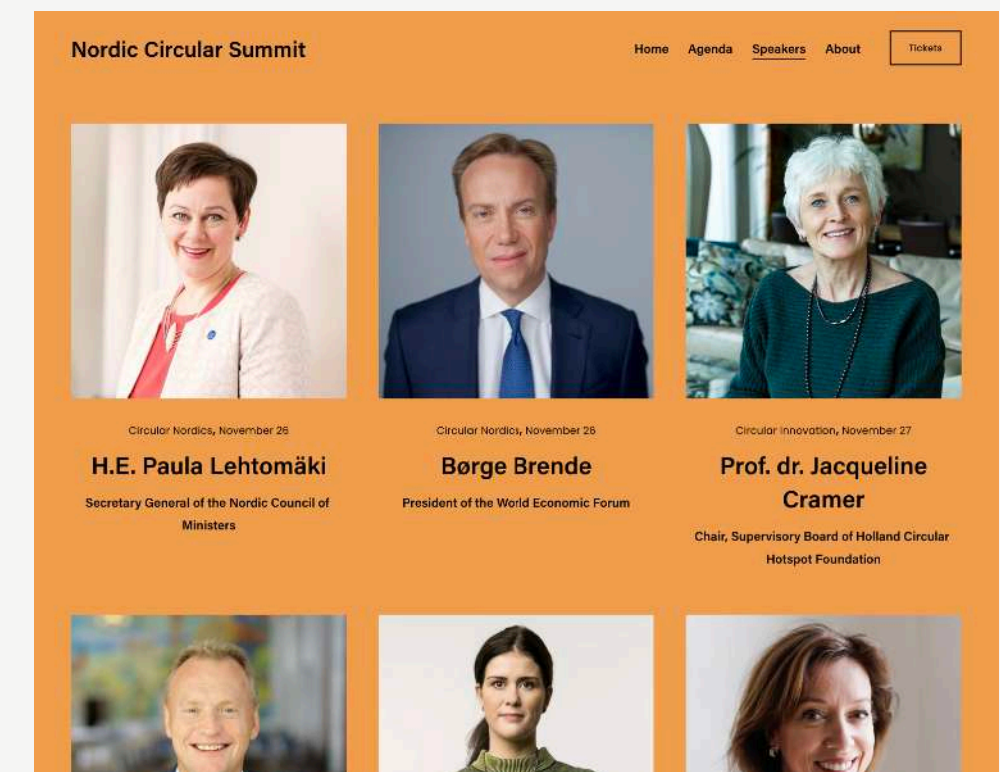 Nordic Circular Summit
Home
Agenda
Speakers
About
Tickets
Circular Nordics, November 26
H.E. Paula Lehtomäki
Secretary General of the Nordic Council of
Ministers
Circular Nordics, November 26
Børge Brende
President of the World Economic Forum
Circular Innovation, November 27
Prof. dr. Jacqueline
Cramer
Chair, Supervisory Board of Holland Circular
Hotspot Foundation